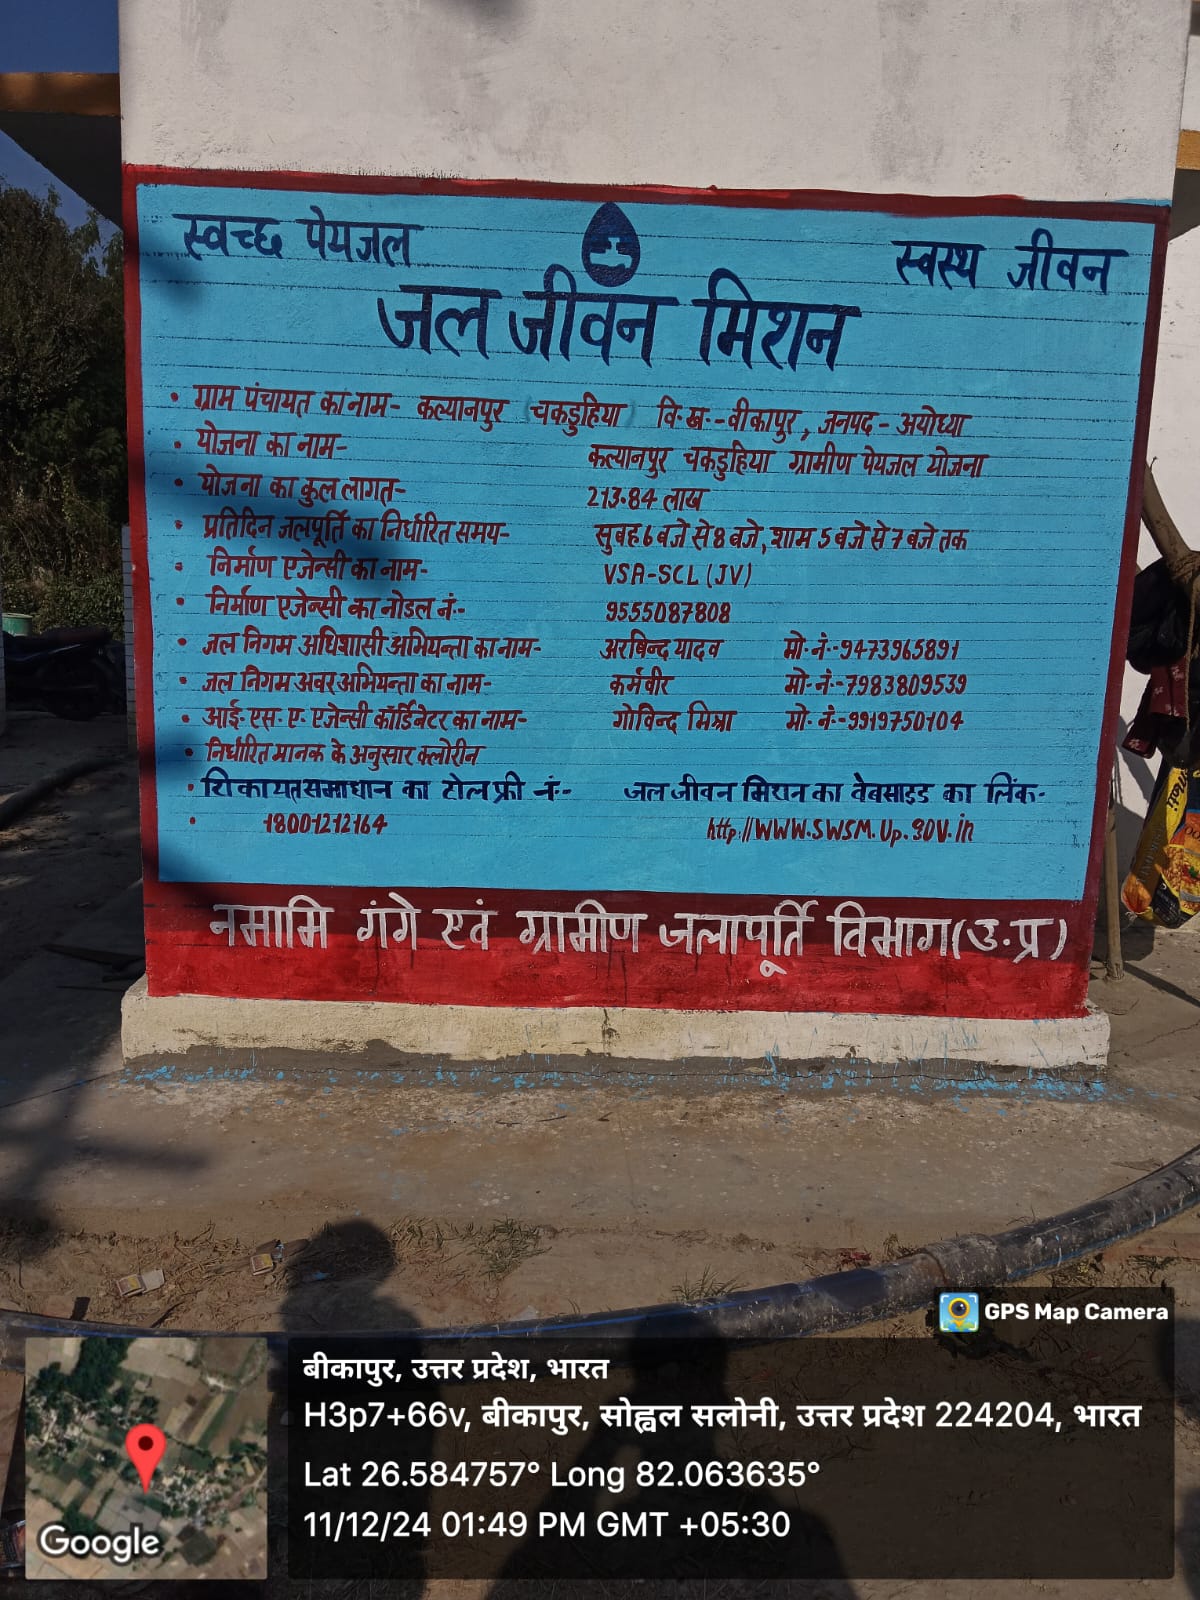 स्वच्छ पेयजल
स्वस्थ जीवन
जल जीवन मिशन
• ग्राम पंचायत का नाम- कल्यानपुर (चकडुहिया) वि.ख.--बीकापुर, जनपद - अयोध्या
• योजना का नाम- कल्यानपुर चकडुहिया ग्रामीण पेयजल योजना
• योजना का कुल लागत- 213.84 लाख
• प्रतिदिन जलपूर्ति का निर्धारित समय- सुबह 6 बजे से 8 बजे, शाम 5 बजे से 7 बजे तक
• निर्माण एजेन्सी का नाम- VSA-SCL (JV)
• निर्माण एजेन्सी का नोडल नं.- 9555087808
• जल निगम अधिशासी अभियन्ता का नाम- अरबिन्द यादव मो.नं.-9473965891
• जल निगम अवर अभियन्ता का नाम- कर्मवीर मो.नं.-7983809539
• आई.एस.ए. एजेन्सी कॉर्डिनेटर का नाम- गोविन्द मिश्रा मो.नं.-9919750104
• निर्धारित मानक के अनुसार क्लोरीन
• शिकायत समाधान का टोल फ्री नं.- जल जीवन मिशन का वेबसाइड का लिंक-
• 18001212164 http://WWW.SWSM.Up.gov.in
नमामि गंगे एवं ग्रामीण जलापूर्ति विभाग (उ.प्र)
GPS Map Camera
बीकापुर, उत्तर प्रदेश, भारत
H3p7+66v, बीकापुर, सोह्वल सलोनी, उत्तर प्रदेश 224204, भारत
Lat 26.584757° Long 82.063635°
11/12/24 01:49 PM GMT +05:30
Google